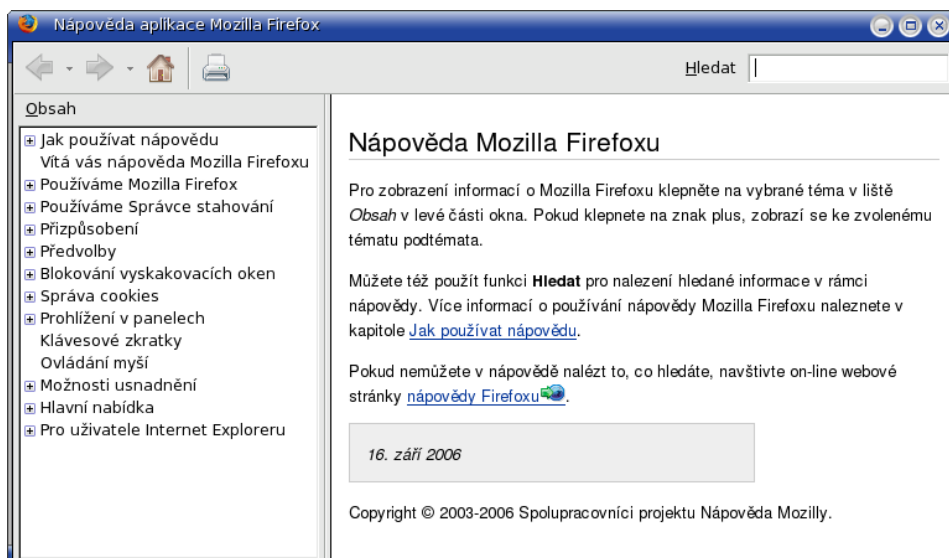 Nápověda aplikace Mozilla Firefox
Hledat
Obsah
Jak používat nápovědu
Vítá vás nápověda Mozilla Firefoxu
Používáme Mozilla Firefox
Používáme Správce stahování
Přizpůsobení
Předvolby
Blokování vyskakovacích oken
Správa cookies
Prohlížení v panelech
Klávesové zkratky
Ovládání myší
Možnosti usnadnění
Hlavní nabídka
Pro uživatele Internet Exploreru
Nápověda Mozilla Firefoxu
Pro zobrazení informací o Mozilla Firefoxu klepněte na vybrané téma v liště
Obsah v levé části okna. Pokud klepnete na znak plus, zobrazí se ke zvolenému
tématu podtémata.
Můžete též použít funkci Hledat pro nalezení hledané informace v rámci
nápovědy. Více informací o používání nápovědy Mozilla Firefoxu naleznete v
kapitole Jak používat nápovědu.
Pokud nemůžete v nápovědě nalézt to, co hledáte, navštivte on-line webové
stránky nápovědy Firefoxu.
16. září 2006
Copyright © 2003-2006 Spolupracovníci projektu Nápověda Mozilly.